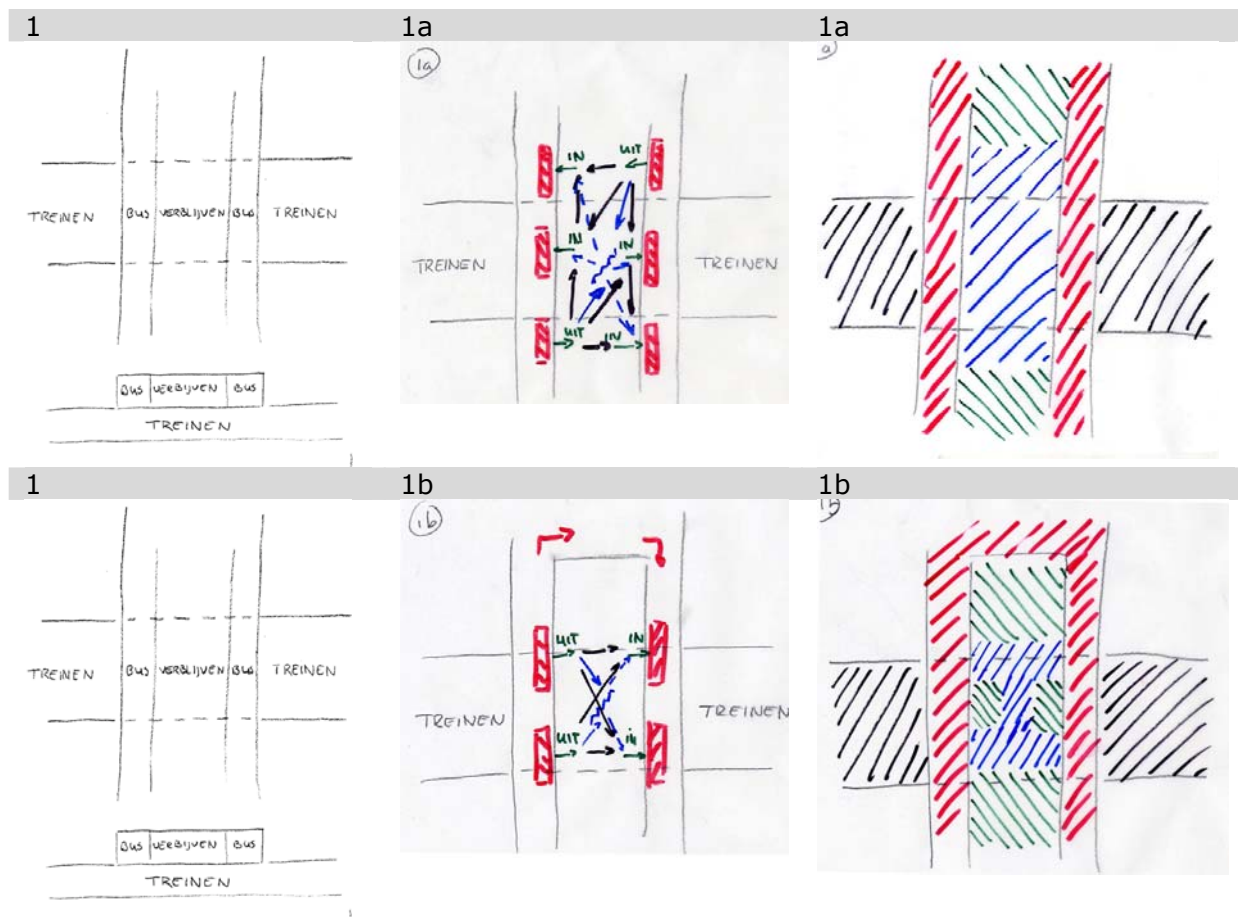 1
1a
1a
TREINEN
BUS
VERBLIJVEN
BUS
TREINEN
BUS
VERBLIJVEN
BUS
TREINEN
1a
IN
UIT
IN
IN
TREINEN
TREINEN
UIT
IN
a
1
1b
1b
TREINEN
BUS
VERBLIJVEN
BUS
TREINEN
BUS
VERBLIJVEN
BUS
TREINEN
1b
UIT
IN
TREINEN
TREINEN
UIT
in